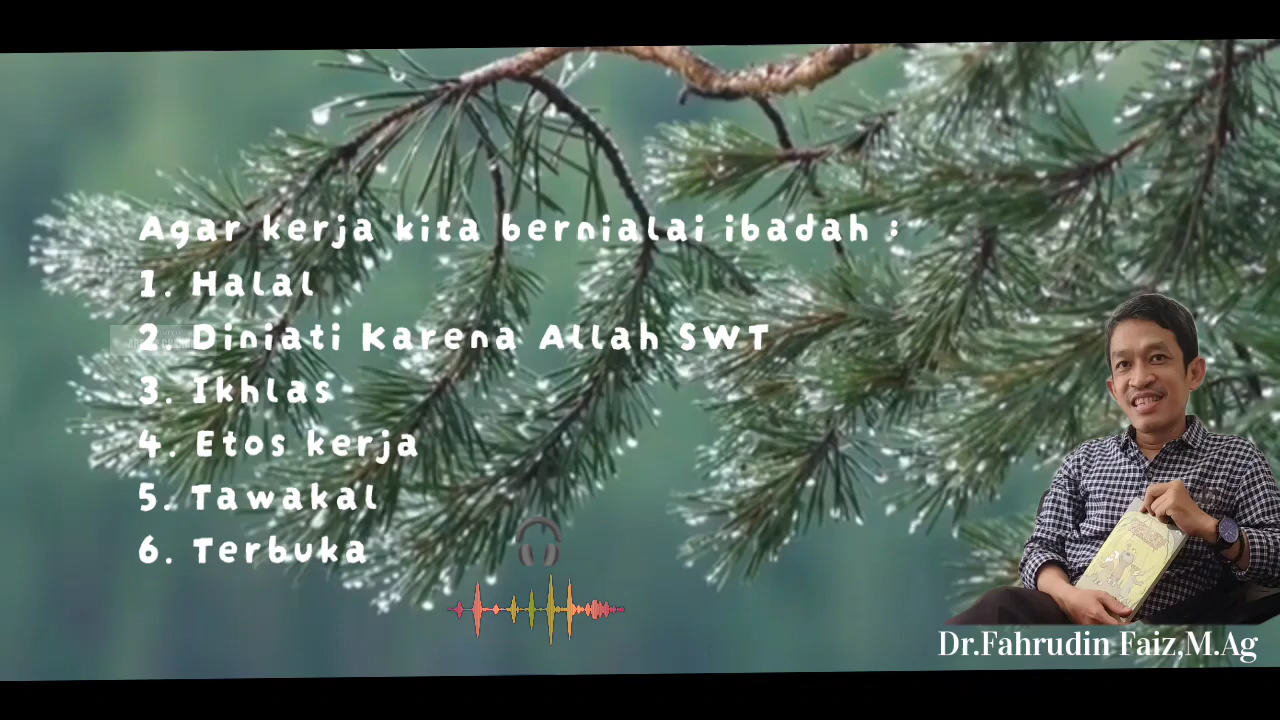 Agar kerja kita bernialai ibadah :
1. Halal
2. Diniati Karena Allah SWT
3. Ikhlas
4. Etos kerja
5. Tawakal
6. Terbuka
Dr.Fahrudin Faiz,M.Ag